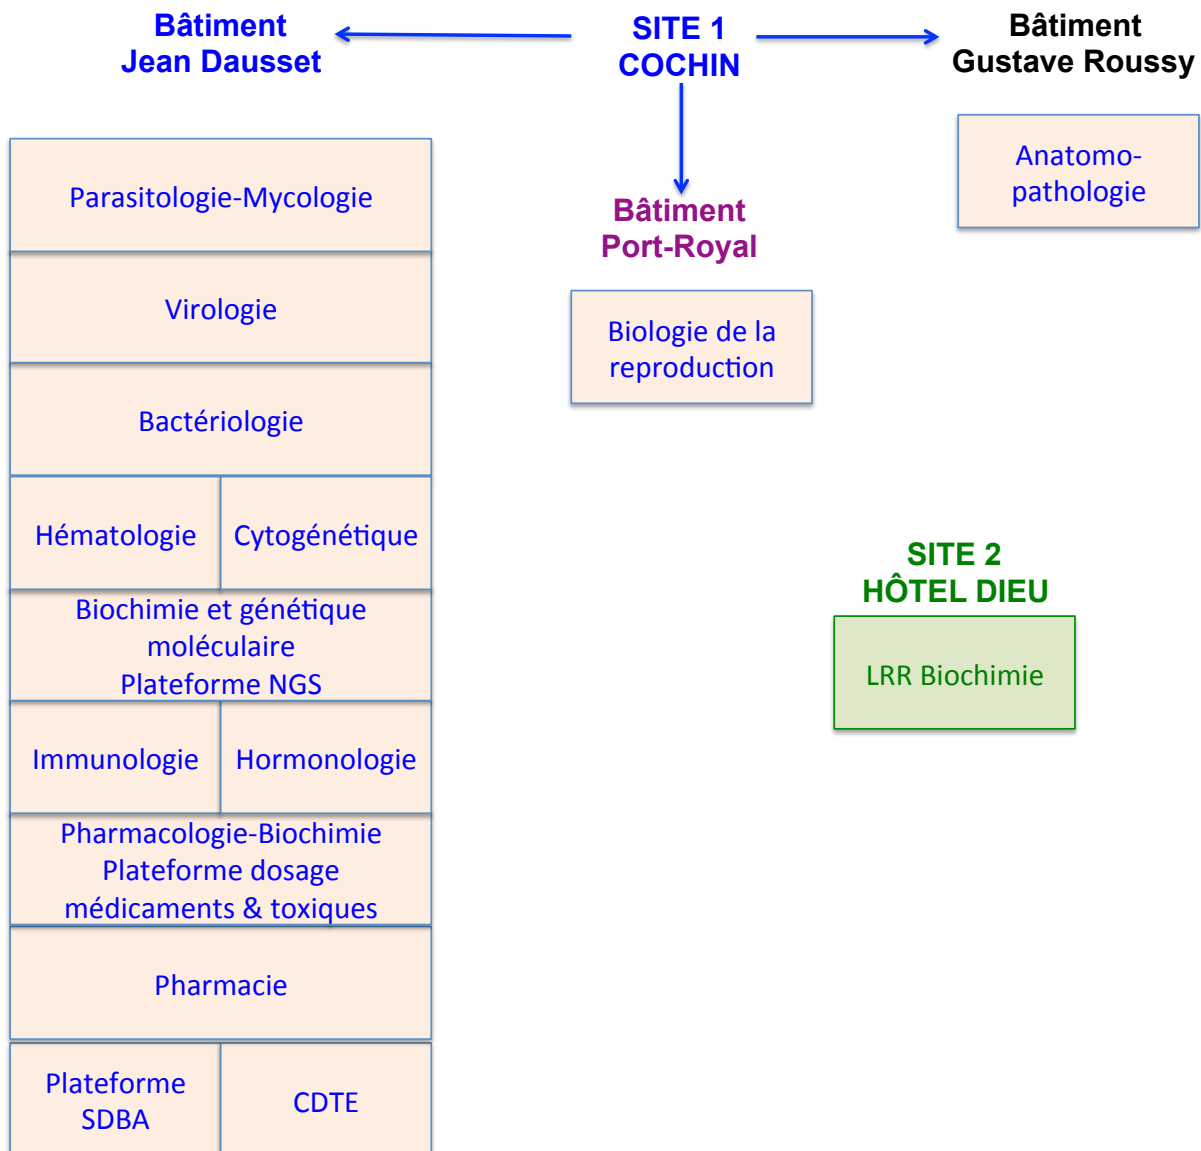 Bâtiment
Jean Dausset
SITE 1
COCHIN
Bâtiment
Gustave Roussy
Parasitologie-Mycologie
Virologie
Bactériologie
Hématologie
Cytogénétique
Biochimie et génétique
moléculaire
Plateforme NGS
Immunologie
Hormonologie
Pharmacologie-Biochimie
Plateforme dosage
médicaments & toxiques
Pharmacie
Plateforme
SDBA
CDTE
Bâtiment
Port-Royal
Biologie de la
reproduction
Anatomo-
pathologie
SITE 2
HÔTEL DIEU
LRR Biochimie